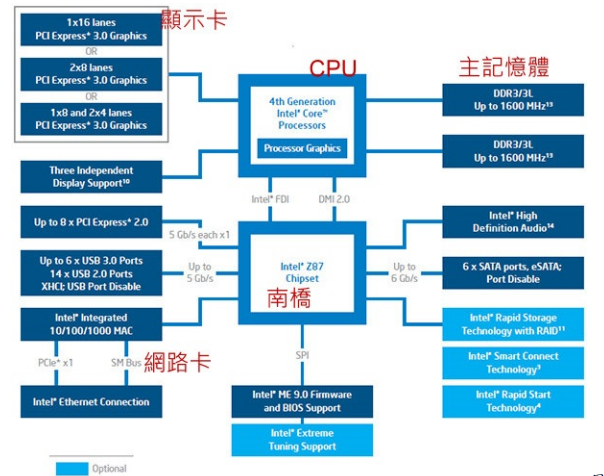 1x16 lanes
PCI Express* 3.0 Graphics
OR
2x8 lanes
PCI Express* 3.0 Graphics
OR
1x8 and 2x4 lanes
PCI Express* 3.0 Graphics
顯示卡
CPU
4th Generation
Intel® Core™
Processors
Processor Graphics
主記憶體
DDR3/3L
Up to 1600 MHz¹³
DDR3/3L
Up to 1600 MHz¹³
Three Independent
Display Support¹⁰
Intel® FDI
DMI 2.0
Up to 8 x PCI Express* 2.0
5 Gb/s each x1
Intel® High
Definition Audio¹⁴
Up to 6 x USB 3.0 Ports
14 x USB 2.0 Ports
XHCI; USB Port Disable
Up to
5 Gb/s
Intel® Z87
Chipset
南橋
Up to
6 Gb/s
6 x SATA ports, eSATA;
Port Disable
Intel® Integrated
10/100/1000 MAC
Intel® Rapid Storage
Technology with RAID¹¹
PCIe* x1
SM Bus
網路卡
SPI
Intel® Smart Connect
Technology³
Intel® Ethernet Connection
Intel® ME 9.0 Firmware
and BIOS Support
Intel® Rapid Start
Technology⁴
Intel® Extreme
Tuning Support
Optional